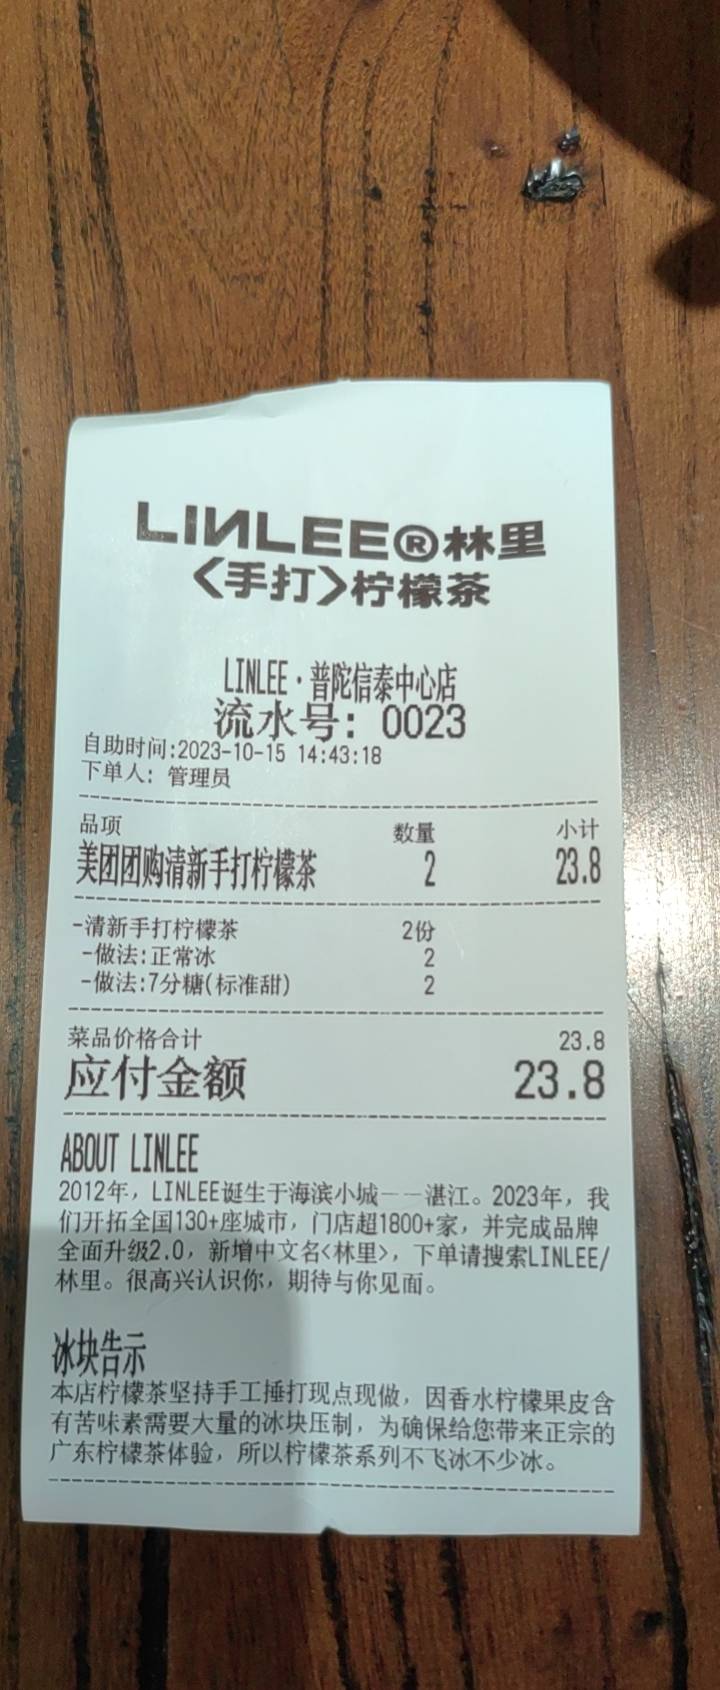 LINLEE®林里
<手打>柠檬茶
LINLEE·普陀信泰中心店
流水号: 0023
自助时间:2023-10-15 14:43:18
下单人: 管理员
品项 数量 小计
美团团购清新手打柠檬茶 2 23.8
-清新手打柠檬茶 2份
-做法:正常冰 2
-做法:7分糖(标准甜) 2
菜品价格合计 23.8
应付金额 23.8
ABOUT LINLEE
2012年，LINLEE诞生于海滨小城——湛江。2023年，我
们开拓全国130+座城市，门店超1800+家，并完成品牌
全面升级2.0，新增中文名<林里>，下单请搜索LINLEE/
林里。很高兴认识你，期待与你见面。
冰块告示
本店柠檬茶坚持手工捶打现点现做，因香水柠檬果皮含
有苦味素需要大量的冰块压制，为确保给您带来正宗的
广东柠檬茶体验，所以柠檬茶系列不飞冰不少冰。